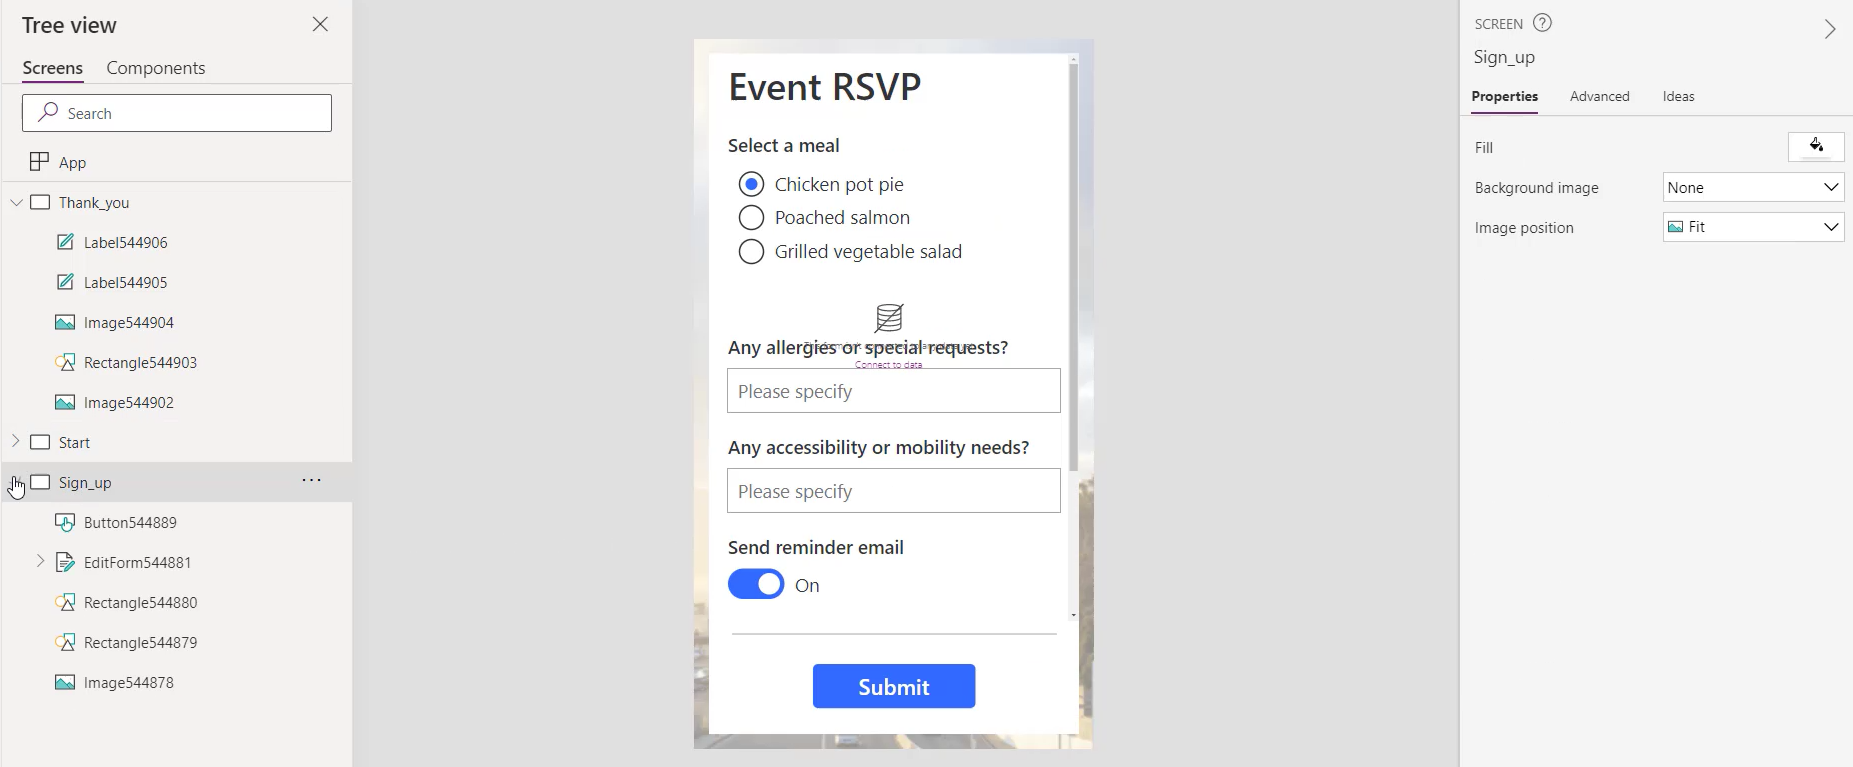 Tree view
Screens
Components
Search
App
Thank_you
Label544906
Label544905
Image544904
Rectangle544903
Image544902
Start
Sign_up
...
Button544889
EditForm544881
Rectangle544880
Rectangle544879
Image544878
Event RSVP
Select a meal
Chicken pot pie
Poached salmon
Grilled vegetable salad
Any allergies or special requests?
Connect to data
Please specify
Any accessibility or mobility needs?
Please specify
Send reminder email
On
Submit
SCREEN ?
Sign_up
Properties
Advanced
Ideas
Fill
Background image
None
Image position
Fit